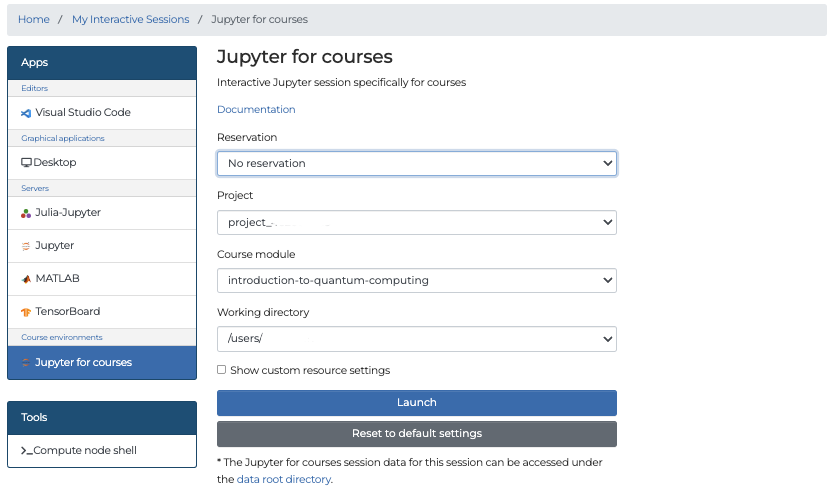 Home / My Interactive Sessions / Jupyter for courses
Apps
Editors
Visual Studio Code
Graphical applications
Desktop
Servers
Julia-Jupyter
Jupyter
MATLAB
TensorBoard
Course environments
Jupyter for courses
Tools
Compute node shell
Jupyter for courses
Interactive Jupyter session specifically for courses
Documentation
Reservation
No reservation
Project
project_
Course module
introduction-to-quantum-computing
Working directory
/users/
Show custom resource settings
Launch
Reset to default settings
* The Jupyter for courses session data for this session can be accessed under
the data root directory.